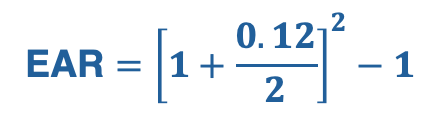 EAR = [1 + 0.12/2]² − 1